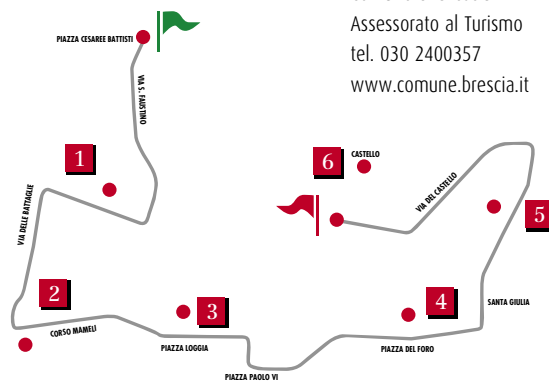 Assessorato al Turismo
tel. 030 2400357
www.comune.brescia.it
PIAZZA CESAREE BATTISTI
VIA S. FAUSTINO
1
6
CASTELLO
VIA DELLE BATTAGLIE
VIA DEL CASTELLO
5
2
3
4
SANTA GIULIA
CORSO MAMELI
PIAZZA LOGGIA
PIAZZA DEL FORO
PIAZZA PAOLO VI